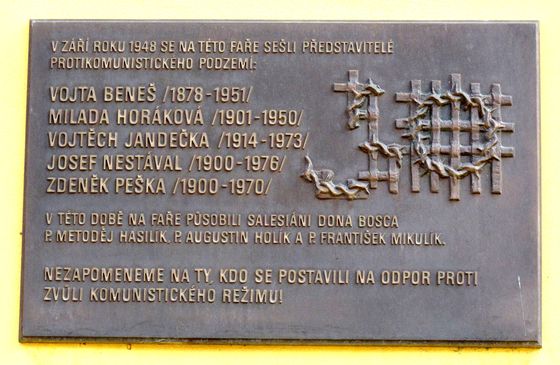 V ZÁŘÍ ROKU 1948 SE NA TÉTO FAŘE SEŠLI PŘEDSTAVITELÉ
PROTIKOMUNISTICKÉHO PODZEMÍ:
VOJTA BENEŠ /1878-1951/
MILADA HORÁKOVÁ /1901-1950/
VOJTĚCH JANDEČKA /1914-1973/
JOSEF NESTÁVAL /1900-1976/
ZDENĚK PEŠKA /1900-1970/
V TÉTO DOBĚ NA FAŘE PŮSOBILI SALESIÁNI DONA BOSCA
P. METODĚJ HASILÍK, P. AUGUSTIN HOLÍK A P. FRANTIŠEK MIKULÍK.
NEZAPOMENEME NA TY, KDO SE POSTAVILI NA ODPOR PROTI
ZVŮLI KOMUNISTICKÉHO REŽIMU!